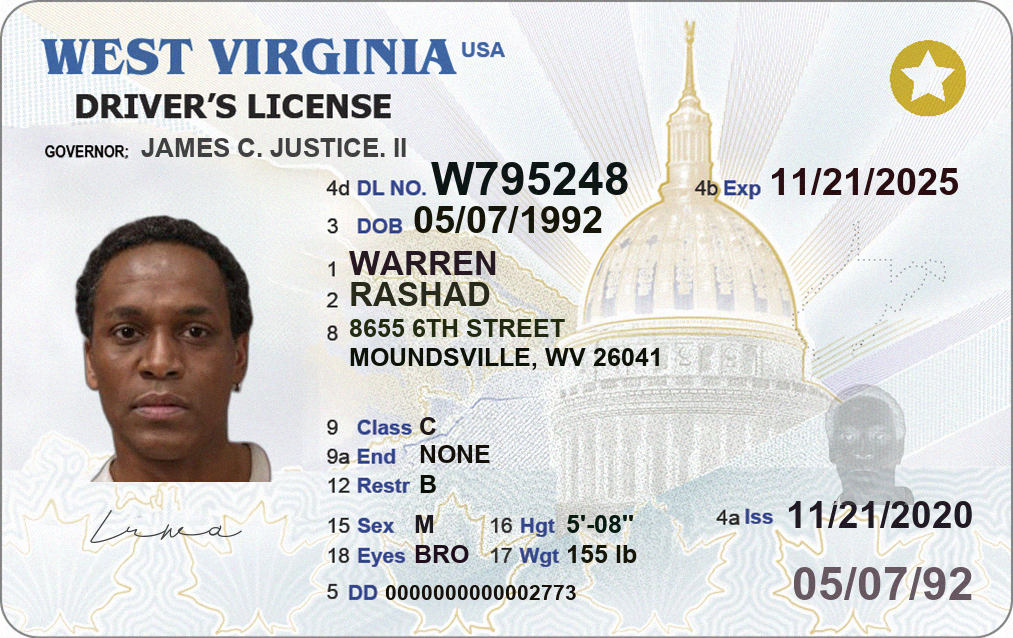 WEST VIRGINIA USA
DRIVER'S LICENSE
GOVERNOR; JAMES C. JUSTICE. II
4d DL NO. W795248 4b Exp 11/21/2025
3 DOB 05/07/1992
1 WARREN
2 RASHAD
8 8655 6TH STREET
MOUNDSVILLE, WV 26041
9 Class C
9a End NONE
12 Restr B
15 Sex M 16 Hgt 5'-08" 4a Iss 11/21/2020
18 Eyes BRO 17 Wgt 155 lb
5 DD 0000000000002773 05/07/92